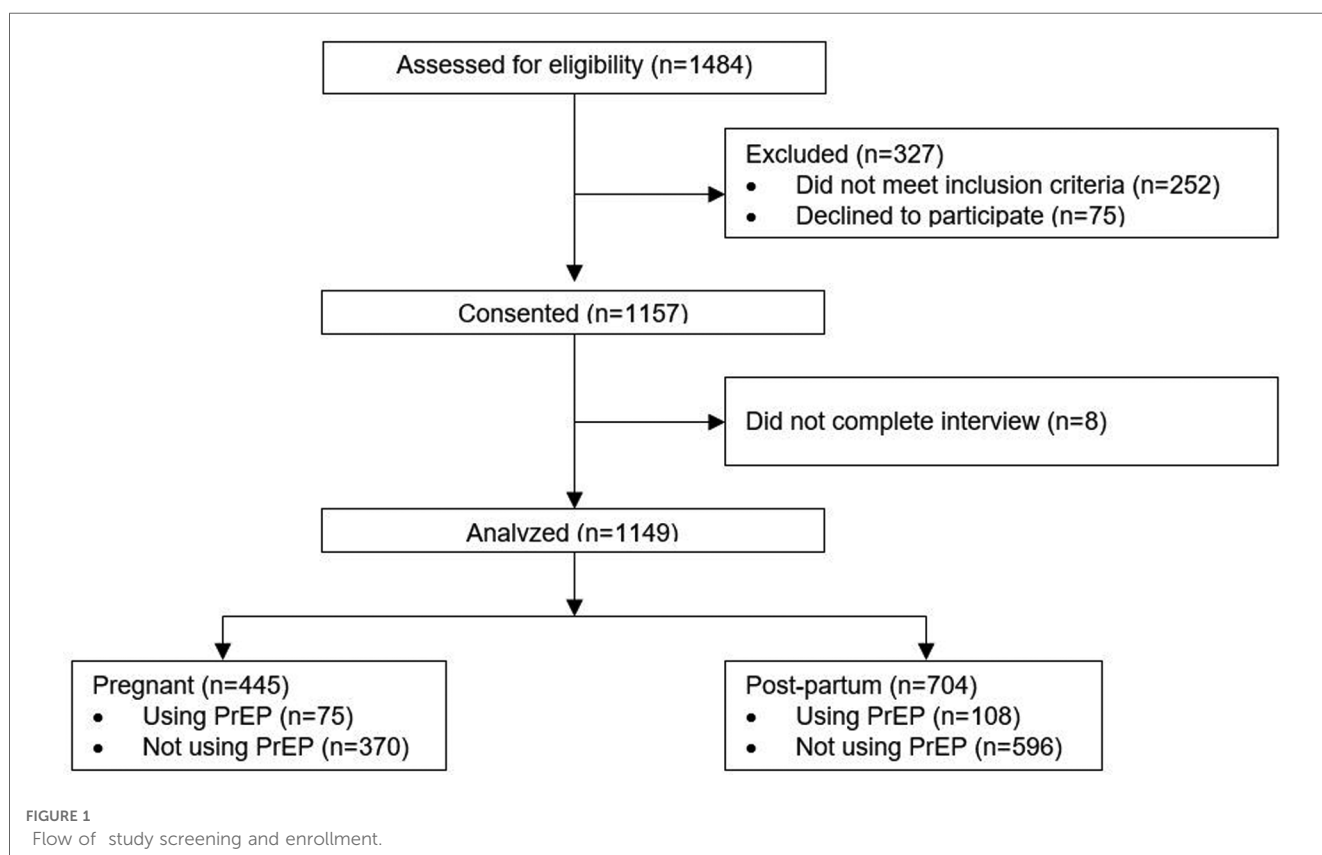 Assessed for eligibility (n=1484)
Excluded (n=327)
• Did not meet inclusion criteria (n=252)
• Declined to participate (n=75)
Consented (n=1157)
Did not complete interview (n=8)
Analyzed (n=1149)
Pregnant (n=445)
• Using PrEP (n=75)
• Not using PrEP (n=370)
Post-partum (n=704)
• Using PrEP (n=108)
• Not using PrEP (n=596)
FIGURE 1
Flow of study screening and enrollment.